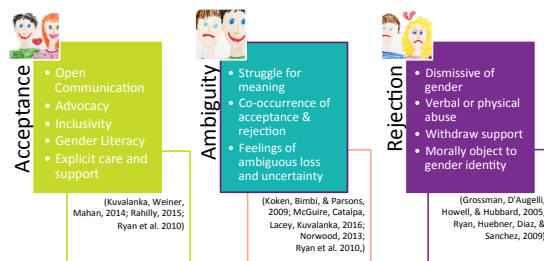 Acceptance
• Open
Communication
• Advocacy
• Inclusivity
• Gender Literacy
• Explicit care and
support
(Kuvalanka, Weiner,
Mahan, 2014; Rahilly, 2015;
Ryan et al. 2010)
Ambiguity
• Struggle for
meaning
• Co-occurrence of
acceptance &
rejection
• Feelings of
ambiguous loss
and uncertainty
(Koken, Bimbi, & Parsons,
2009; McGuire, Catalpa,
Lacey, Kuvalanka, 2016;
Norwood, 2013;
Ryan et al., 2010,)
Rejection
• Dismissive of
gender
• Verbal or physical
abuse
• Withdraw support
• Morally object to
gender identity
(Grossman, D'Augelli,
Howell, & Hubbard, 2005;
Ryan, Huebner, Diaz, &
Sanchez, 2009)